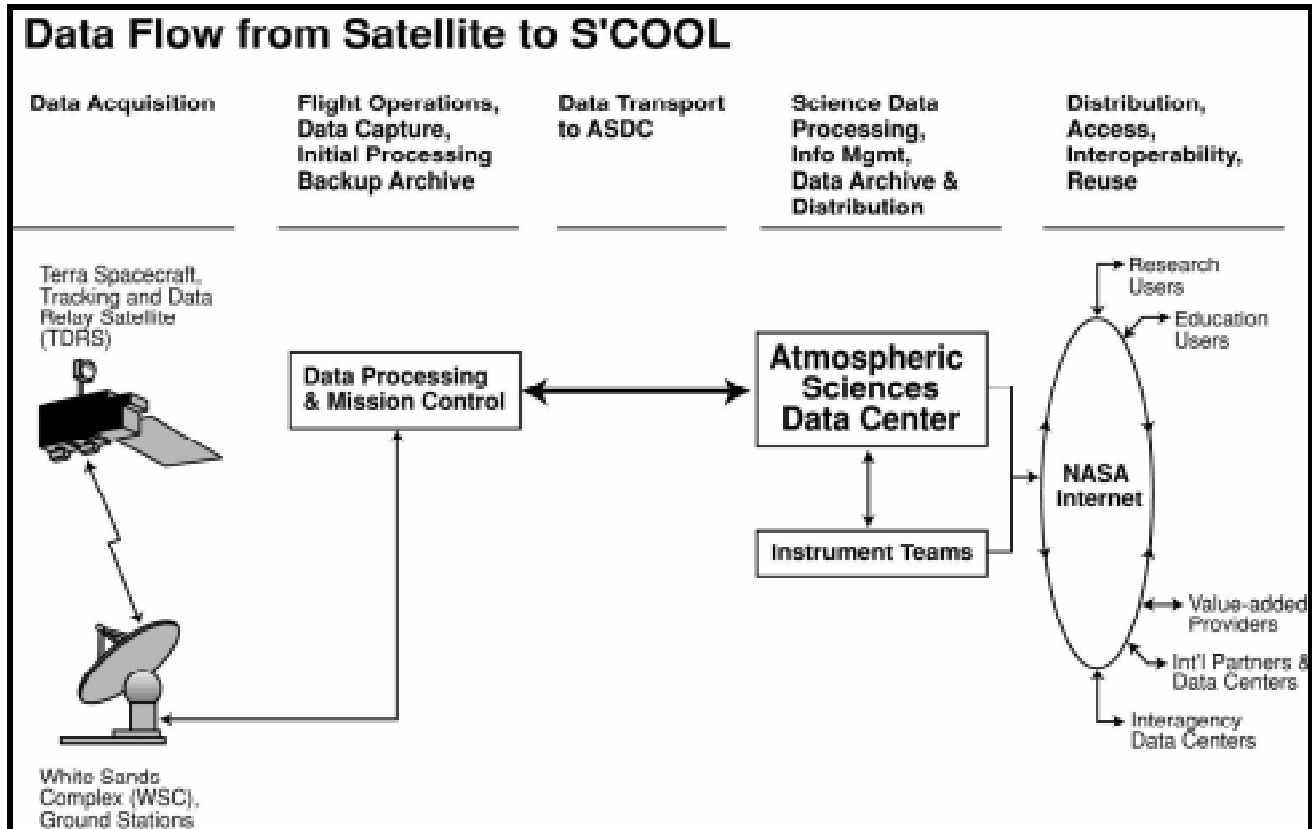 Data Flow from Satellite to S'COOL
Data Acquisition
Flight Operations,
Data Capture,
Initial Processing
Backup Archive
Data Transport
to ASDC
Science Data
Processing,
Info Mgmt,
Data Archive &
Distribution
Distribution,
Access,
Interoperability,
Reuse
Terra Spacecraft,
Tracking and Data
Relay Satellite
(TDRS)
Data Processing
& Mission Control
Atmospheric
Sciences
Data Center
Instrument Teams
Research
Users
Education
Users
NASA
Internet
Value-added
Providers
Int'l Partners &
Data Centers
Interagency
Data Centers
White Sands
Complex (WSC),
Ground Stations